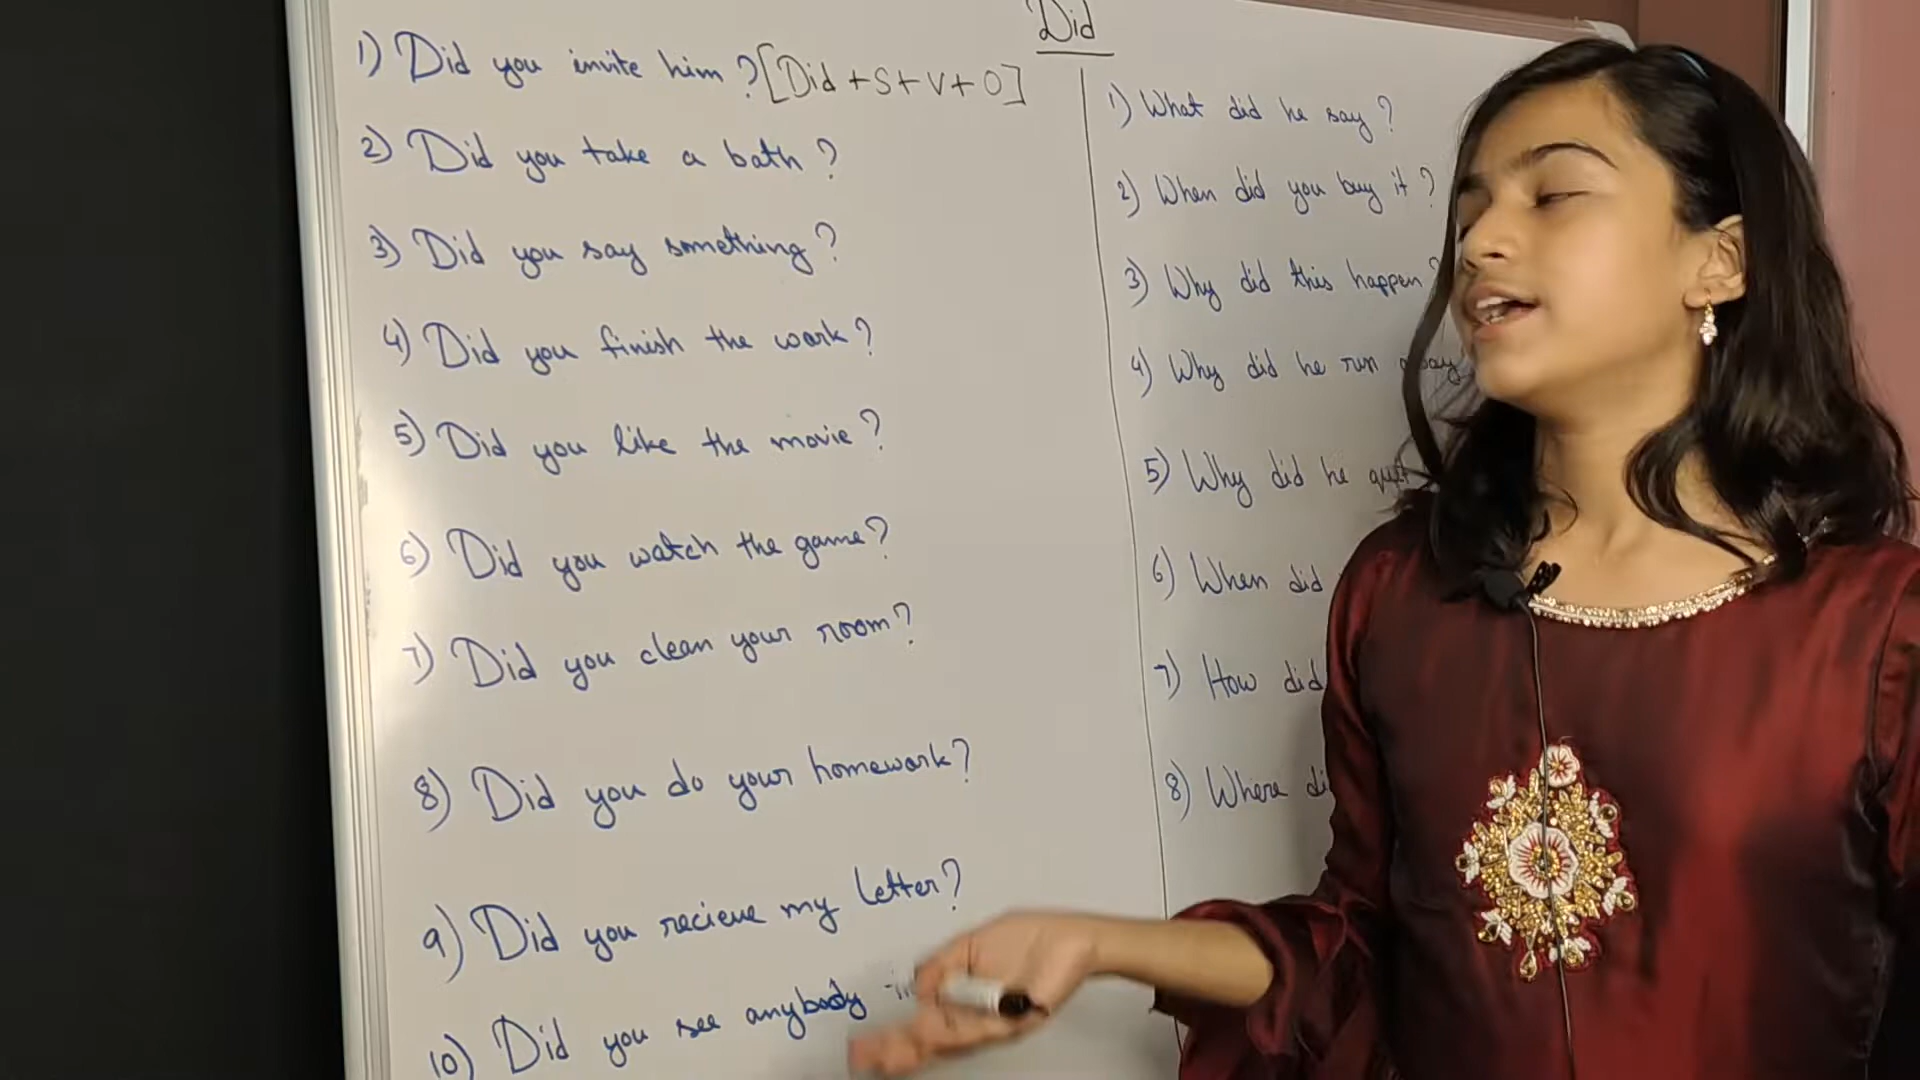 Did
1) Did you invite him? [Did + S + V + O]
2) Did you take a bath?
3) Did you say something?
4) Did you finish the work?
5) Did you like the movie?
6) Did you watch the game?
7) Did you clean your room?
8) Did you do your homework?
9) Did you recieve my letter?
10) Did you see anybody
1) What did he say?
2) When did you buy it?
3) Why did this happen?
4) Why did he run away
5) Why did he quit
6) When did
7) How did
8) Where